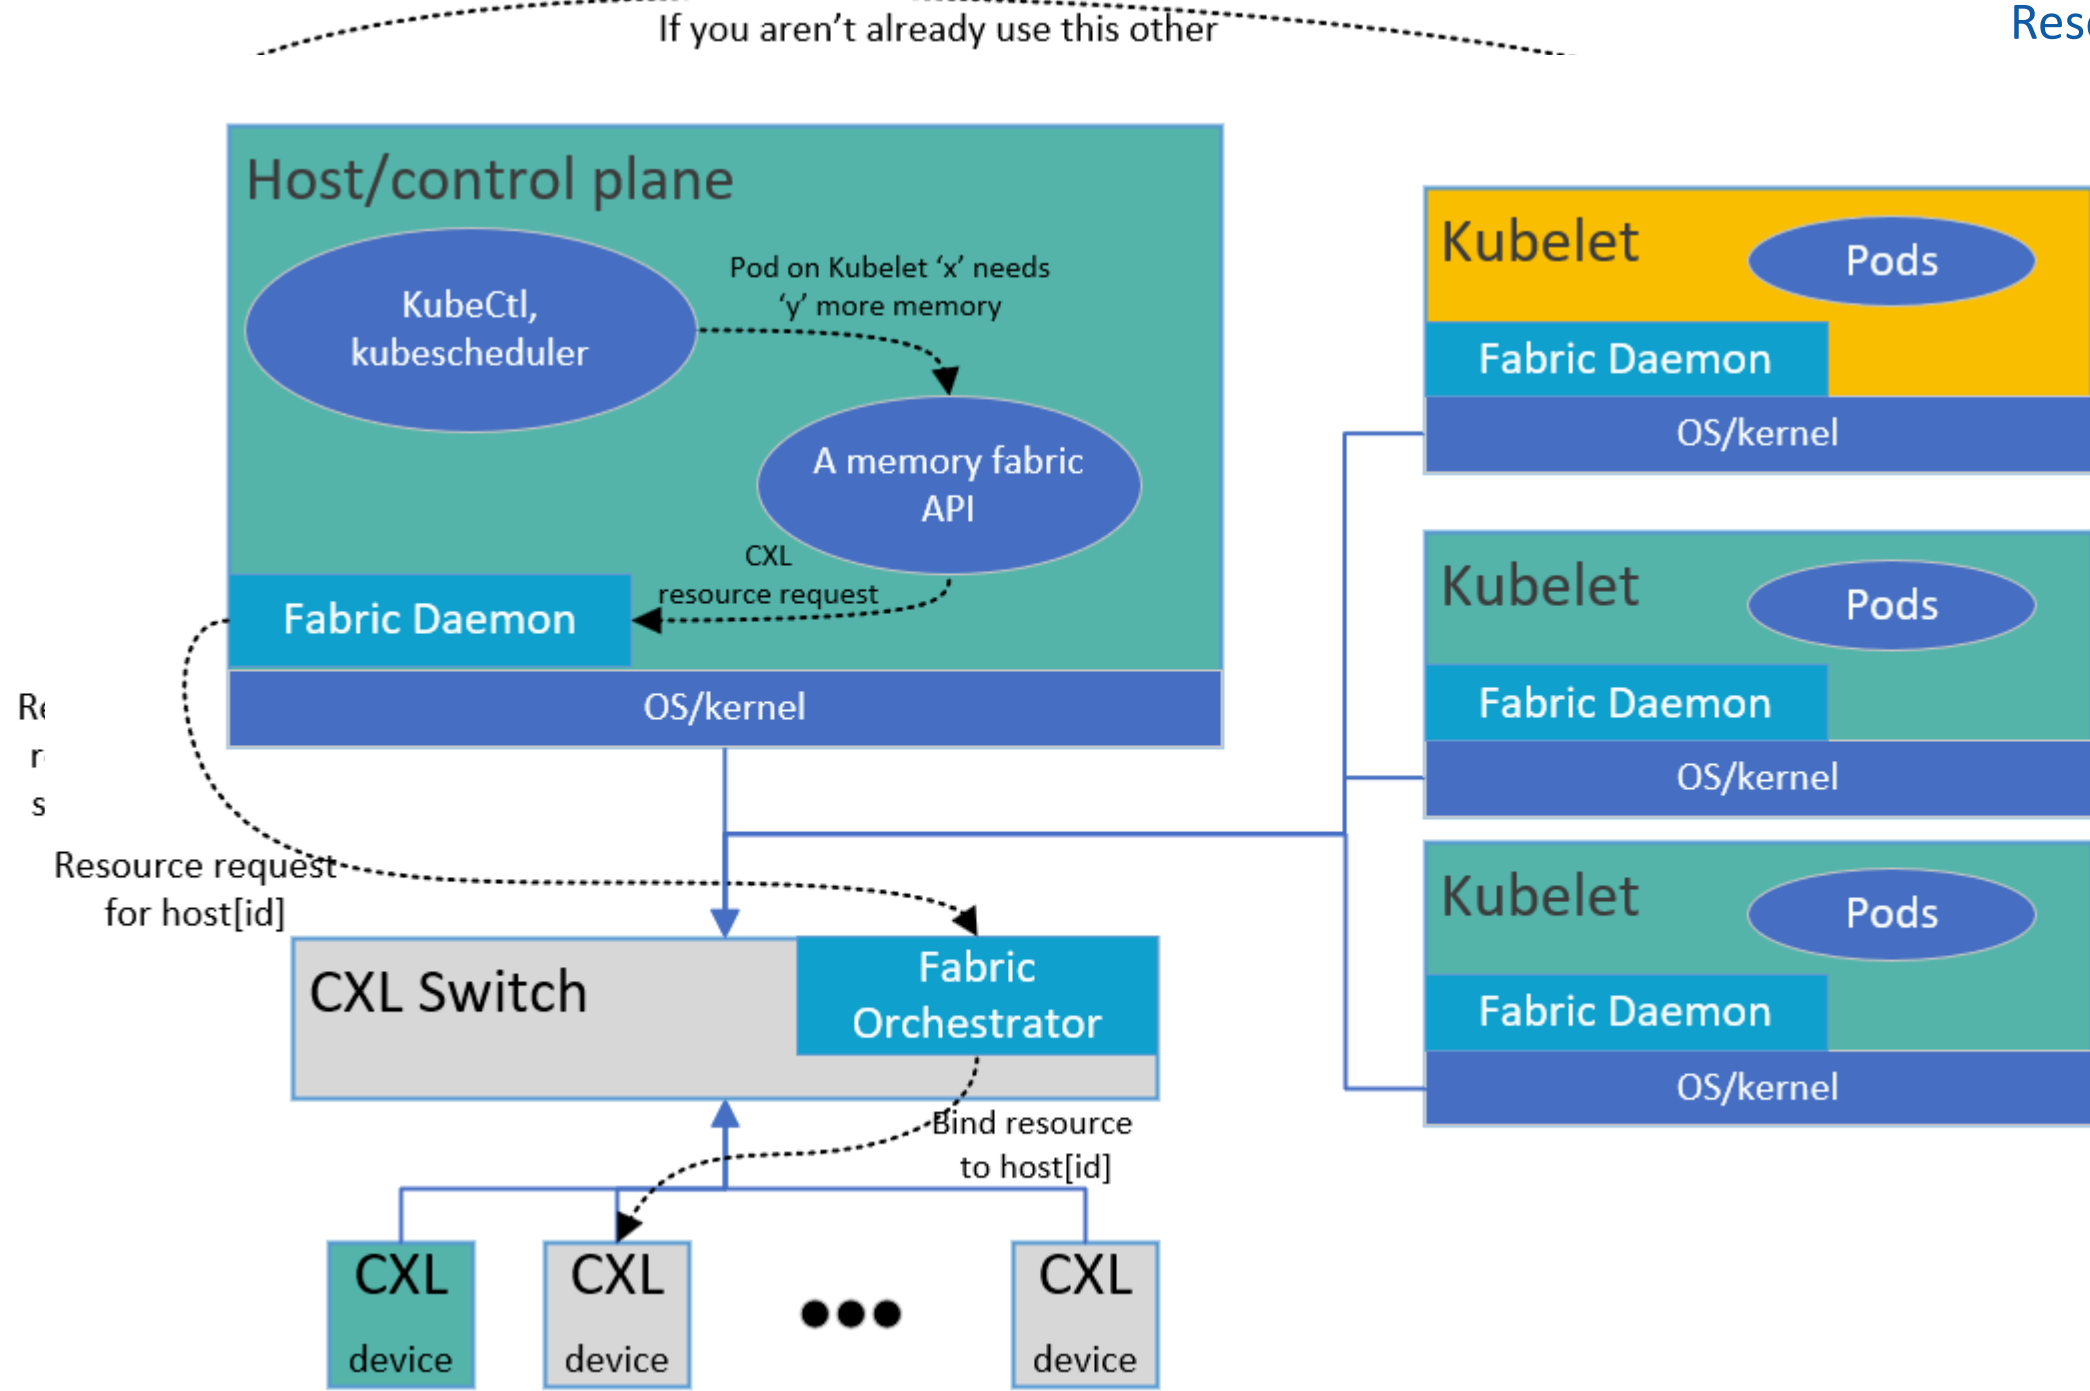 If you aren't already use this other
Host/control plane
KubeCtl,
kubescheduler
Pod on Kubelet ‘x’ needs
‘y’ more memory
A memory fabric
API
CXL
resource request
Fabric Daemon
OS/kernel
Resource request
for host[id]
CXL Switch
Fabric
Orchestrator
Bind resource
to host[id]
CXL
device
CXL
device
CXL
device
Kubelet
Pods
Fabric Daemon
OS/kernel
Kubelet
Pods
Fabric Daemon
OS/kernel
Kubelet
Pods
Fabric Daemon
OS/kernel